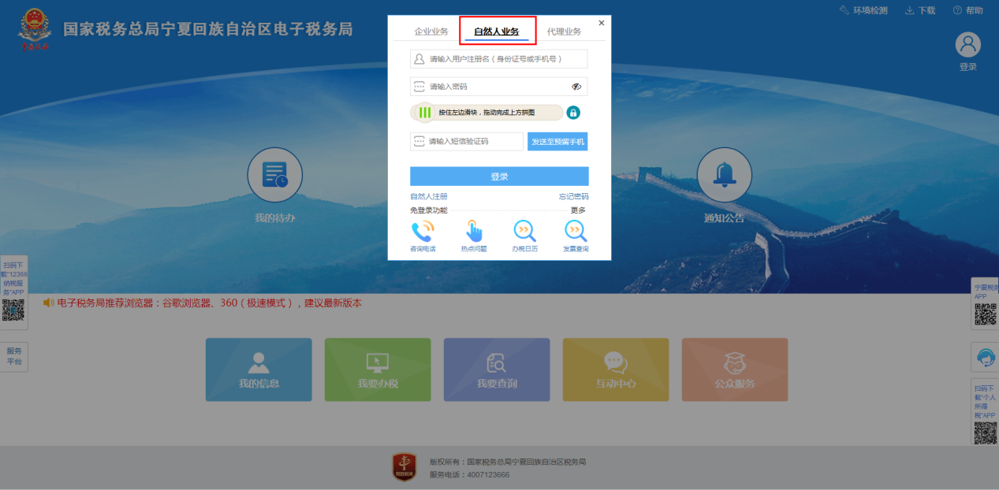 国家税务总局宁夏回族自治区电子税务局
环境检测
下载
帮助
登录
企业业务
自然人业务
代理业务
请输入用户注册名（身份证号或手机号）
请输入密码
按住左边滑块，拖动完成上方拼图
请输入短信验证码
发送至预留手机
登录
自然人注册
忘记密码
免登录功能
更多
咨询电话
热点问题
办税日历
发票查询
我的待办
通知公告
扫码下
载"12366
纳税服
务"APP
服务
平台
电子税务局推荐浏览器：谷歌浏览器、360（极速模式），建议最新版本
宁夏税务
APP
扫码下
载"个人
所得
税"APP
我的信息
我要办税
我要查询
互动中心
公众服务
版权所有：国家税务总局宁夏回族自治区税务局
服务电话：4007123666